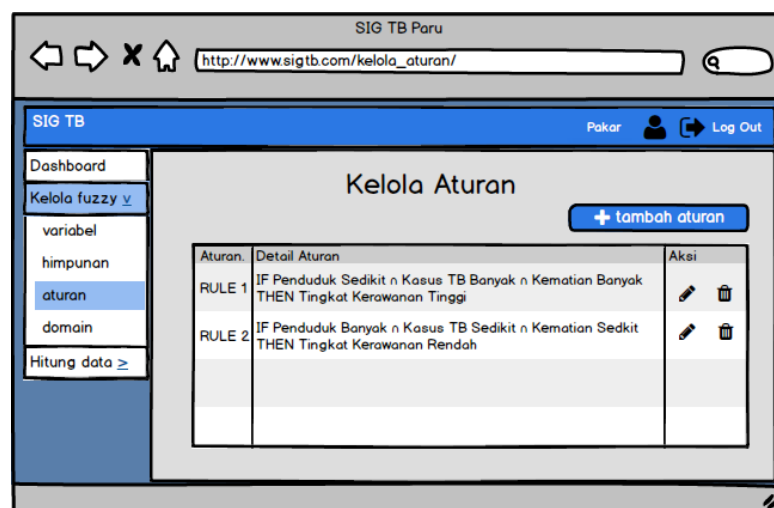 SIG TB Paru
http://www.sigtb.com/kelola_aturan/
SIG TB
Pakar
Log Out
Dashboard
Kelola fuzzy v
variabel
himpunan
aturan
domain
Hitung data >
Kelola Aturan
+ tambah aturan
Aturan. Detail Aturan Aksi
RULE 1 IF Penduduk Sedikit ∩ Kasus TB Banyak ∩ Kematian Banyak
THEN Tingkat Kerawanan Tinggi
RULE 2 IF Penduduk Banyak ∩ Kasus TB Sedikit ∩ Kematian Sedkit
THEN Tingkat Kerawanan Rendah